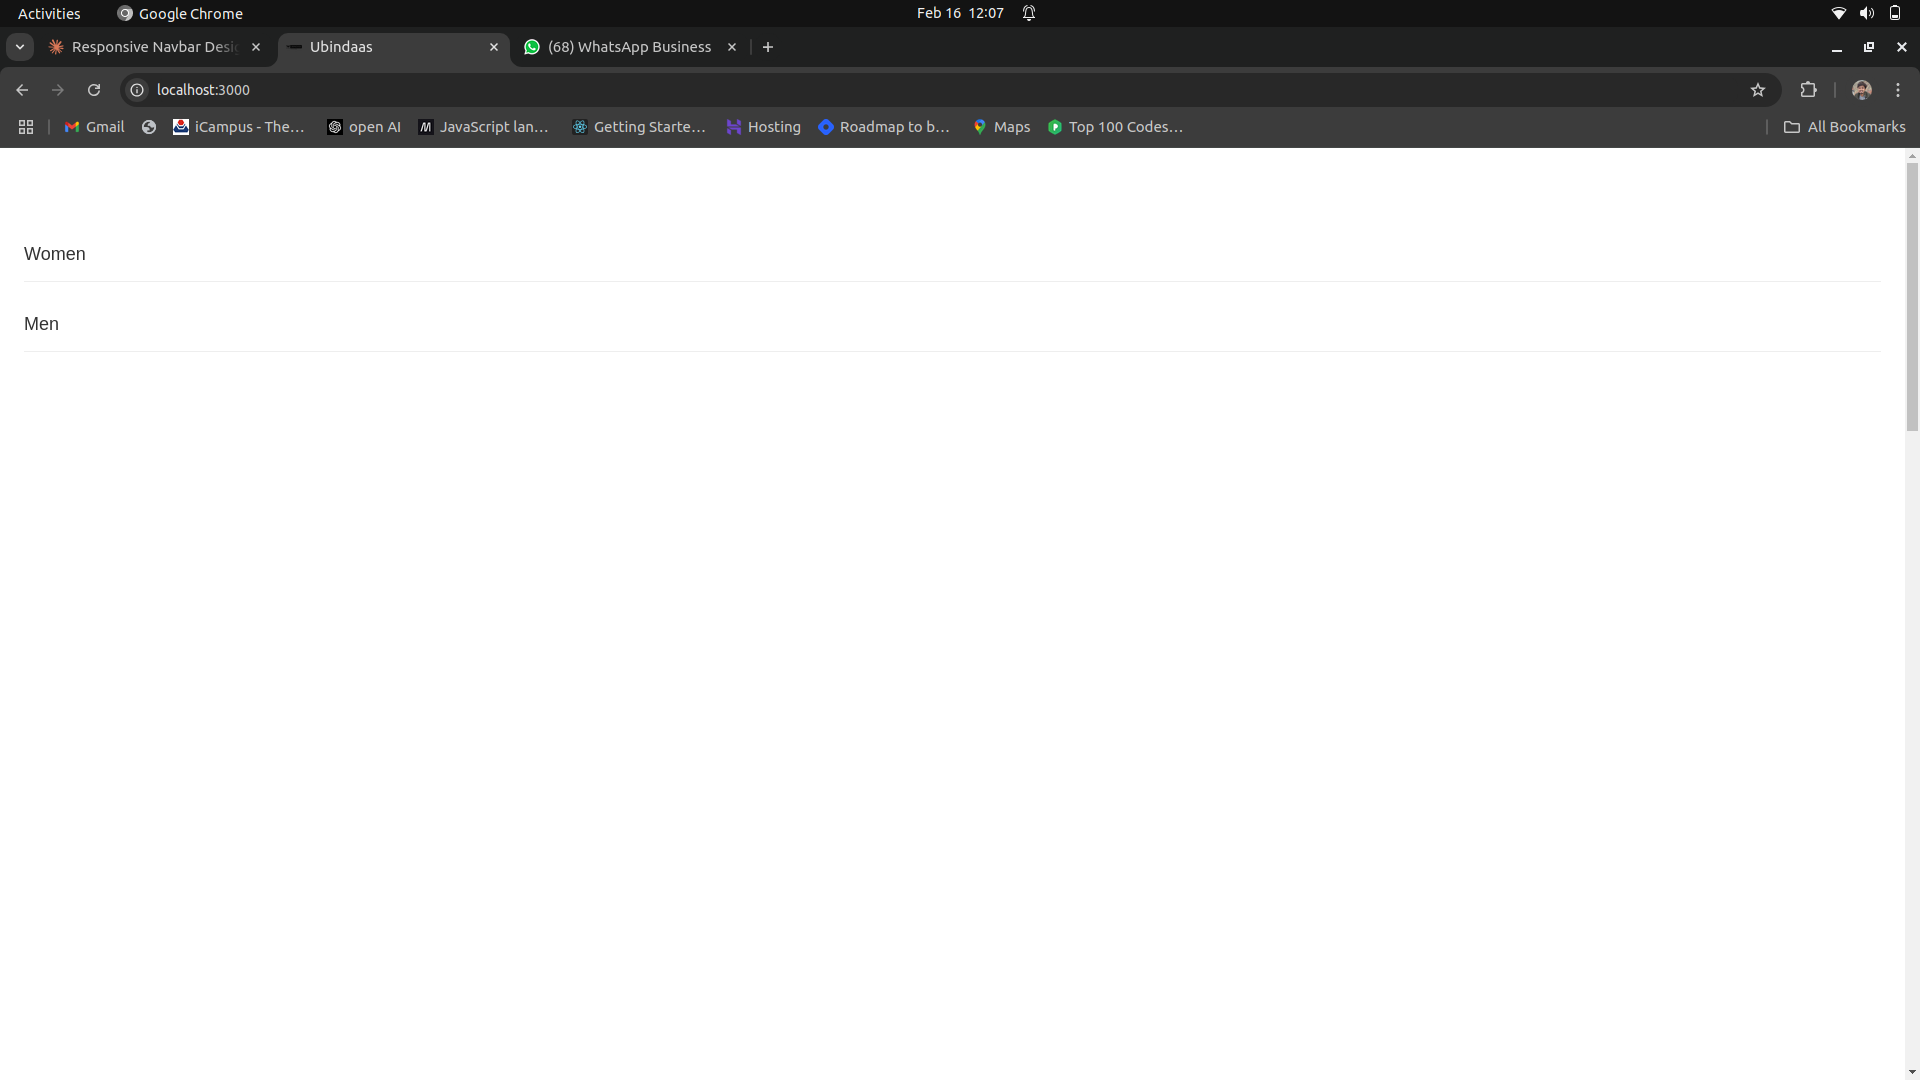 Activities
Google Chrome
Feb 16 12:07
Responsive Navbar Desig
Ubindaas
(68) WhatsApp Business
localhost:3000
Gmail
iCampus - The...
open AI
JavaScript lan...
Getting Starte...
Hosting
Roadmap to b...
Maps
Top 100 Codes...
All Bookmarks
Women
Men